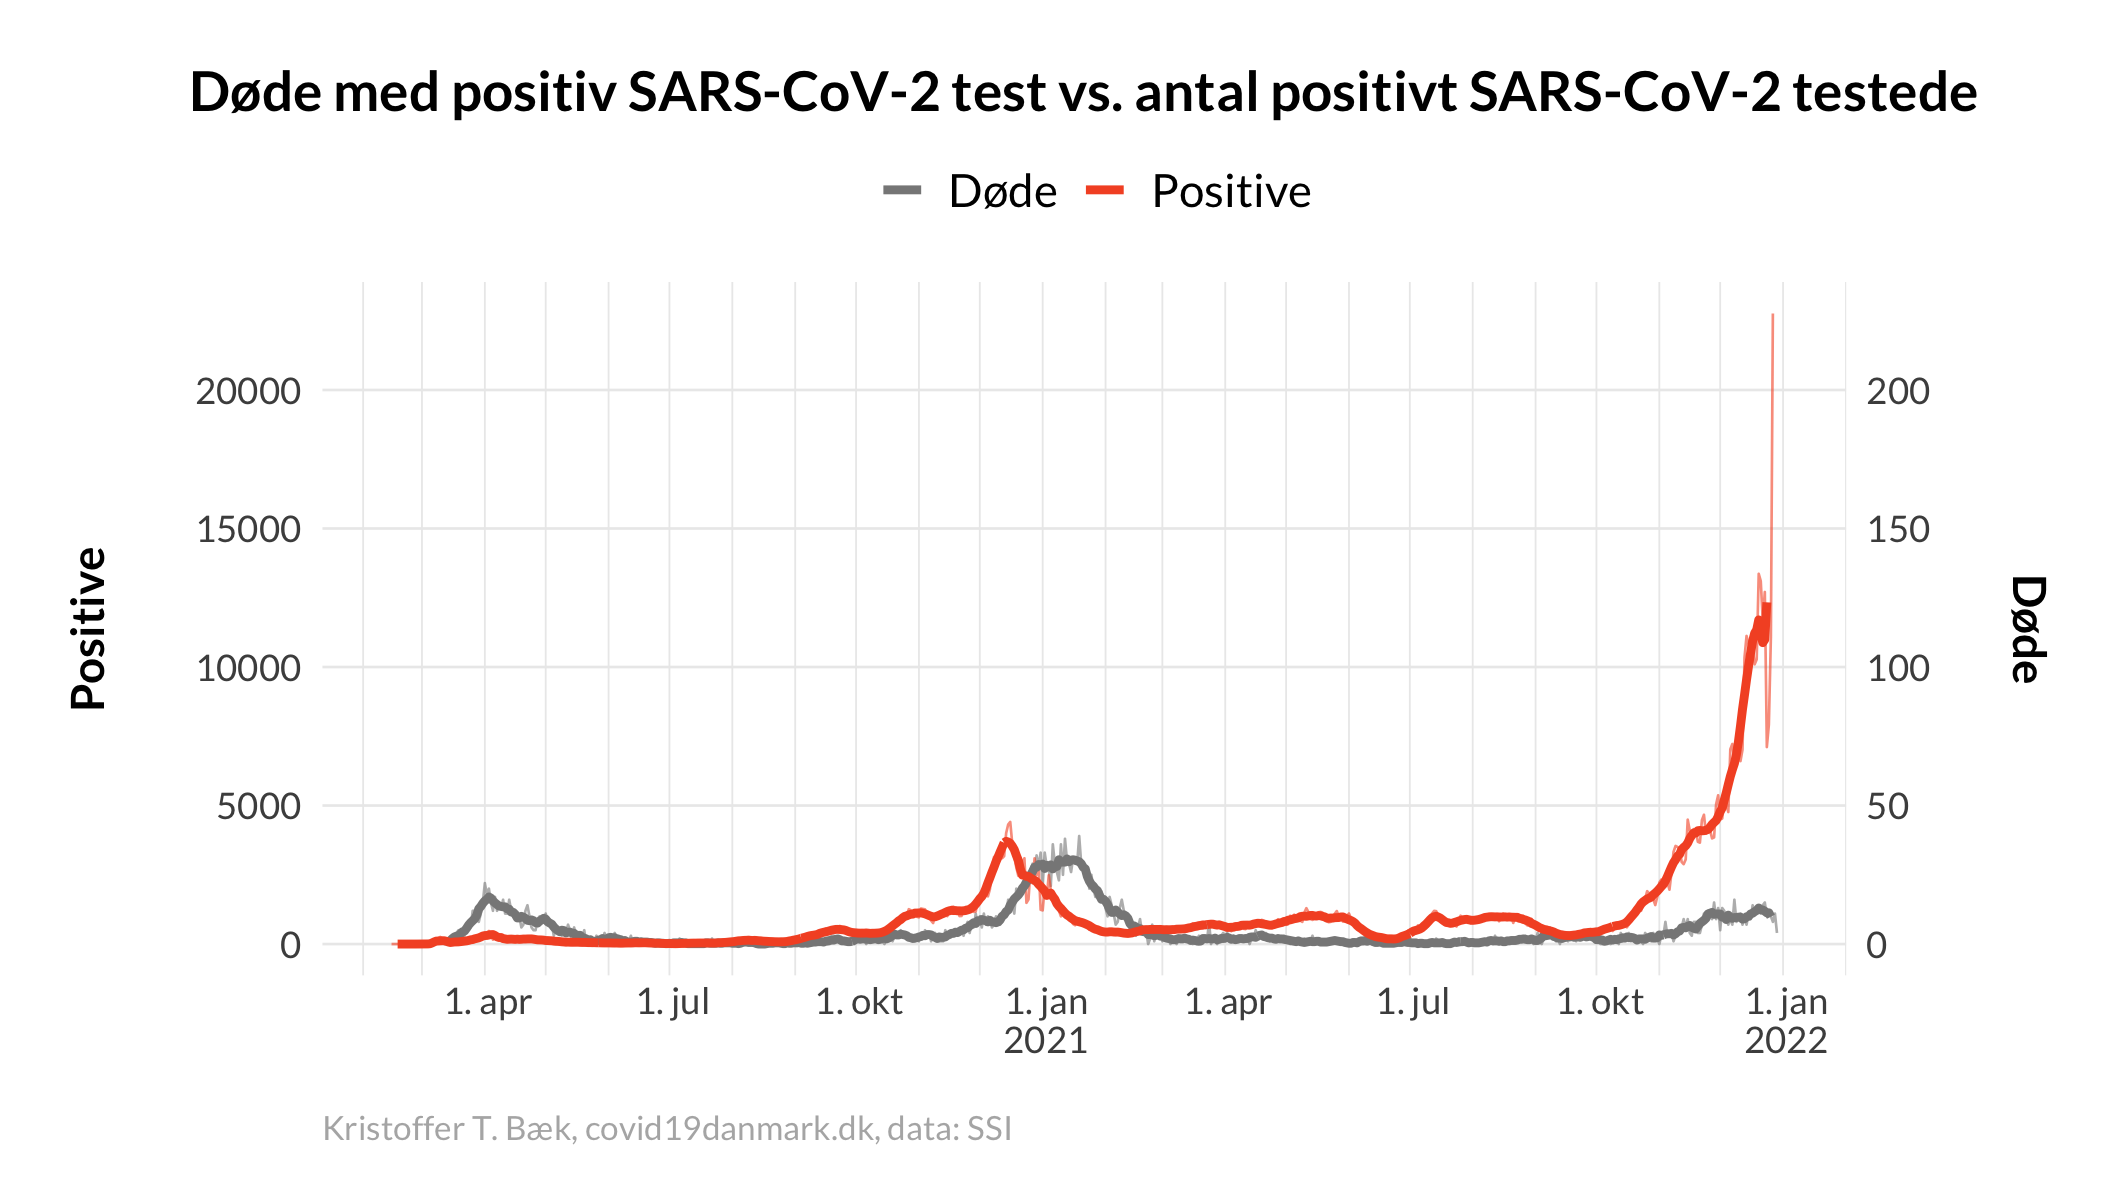 Døde med positiv SARS-CoV-2 test vs. antal positivt SARS-CoV-2 testede
Døde Positive
Positive
20000
15000
10000
5000
0
200
150
100
50
0
Døde
1. apr 1. jul 1. okt 1. jan 1. apr 1. jul 1. okt 1. jan
2021 2022
Kristoffer T. Bæk, covid19danmark.dk, data: SSI